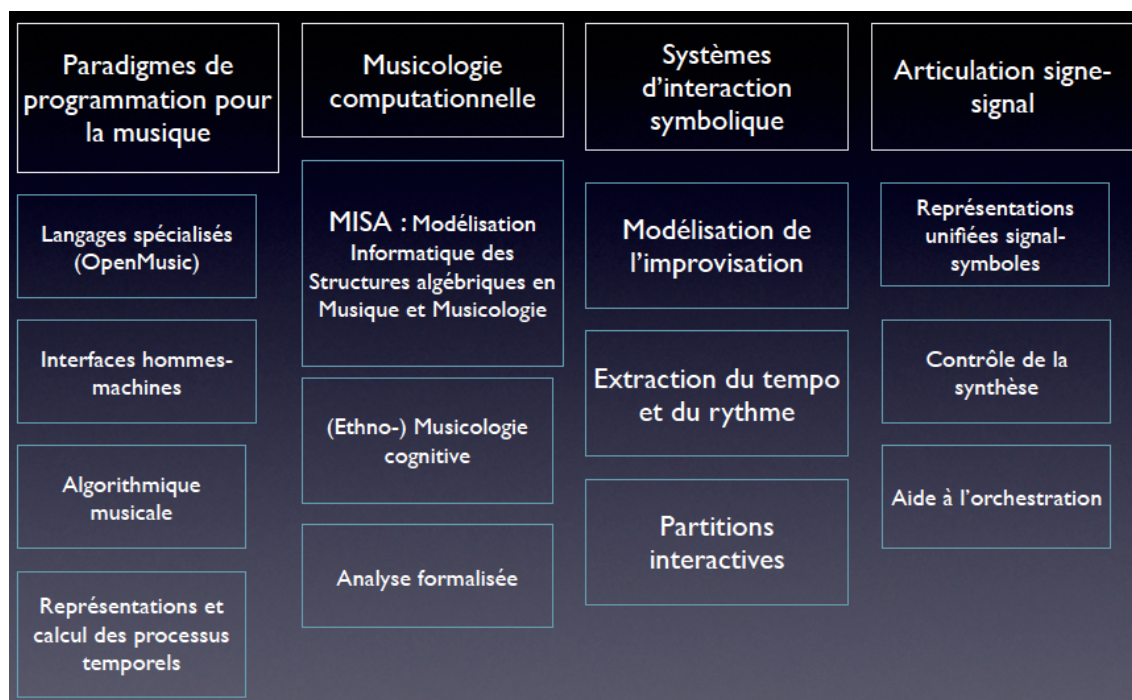 Paradigmes de
programmation pour
la musique
Langages spécialisés
(OpenMusic)
Interfaces hommes-
machines
Algorithmique
musicale
Représentations et
calcul des processus
temporels
Musicologie
computationnelle
MISA : Modélisation
Informatique des
Structures algébriques en
Musique et Musicologie
(Ethno-) Musicologie
cognitive
Analyse formalisée
Systèmes
d'interaction
symbolique
Modélisation de
l'improvisation
Extraction du tempo
et du rythme
Partitions
interactives
Articulation signe-
signal
Représentations
unifiées signal-
symboles
Contrôle de la
synthèse
Aide à l'orchestration